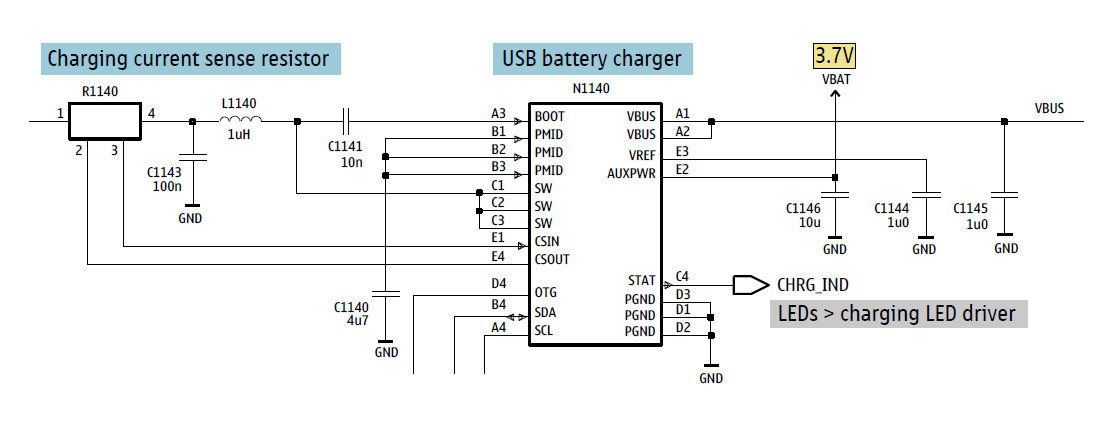 Charging current sense resistor
USB battery charger
3.7V
VBAT
R1140
1
4
2
3
L1140
1uH
C1141
10n
C1143
100n
GND
C1140
4u7
GND
N1140
A3 BOOT
B1 PMID
B2 PMID
B3 PMID
C1 SW
C2 SW
C3 SW
E1 CSIN
E4 CSOUT
D4 OTG
B4 SDA
A4 SCL
VBUS A1
VBUS A2
VREF E3
AUXPWR E2
STAT C4
PGND D3
PGND D1
PGND D2
GND
VBUS
C1146
10u
GND
C1144
1u0
GND
C1145
1u0
GND
CHRG_IND
LEDs > charging LED driver